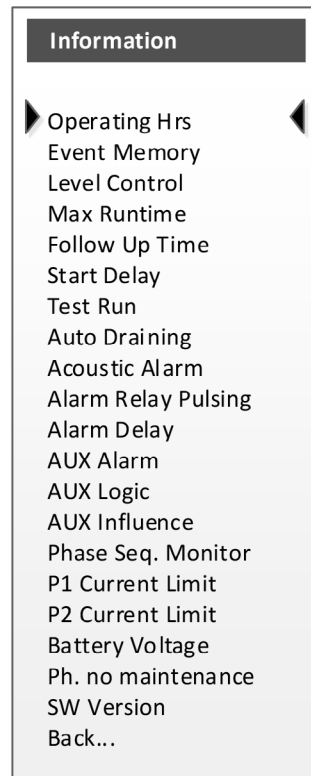 Information
Operating Hrs
Event Memory
Level Control
Max Runtime
Follow Up Time
Start Delay
Test Run
Auto Draining
Acoustic Alarm
Alarm Relay Pulsing
Alarm Delay
AUX Alarm
AUX Logic
AUX Influence
Phase Seq. Monitor
P1 Current Limit
P2 Current Limit
Battery Voltage
Ph. no maintenance
SW Version
Back...